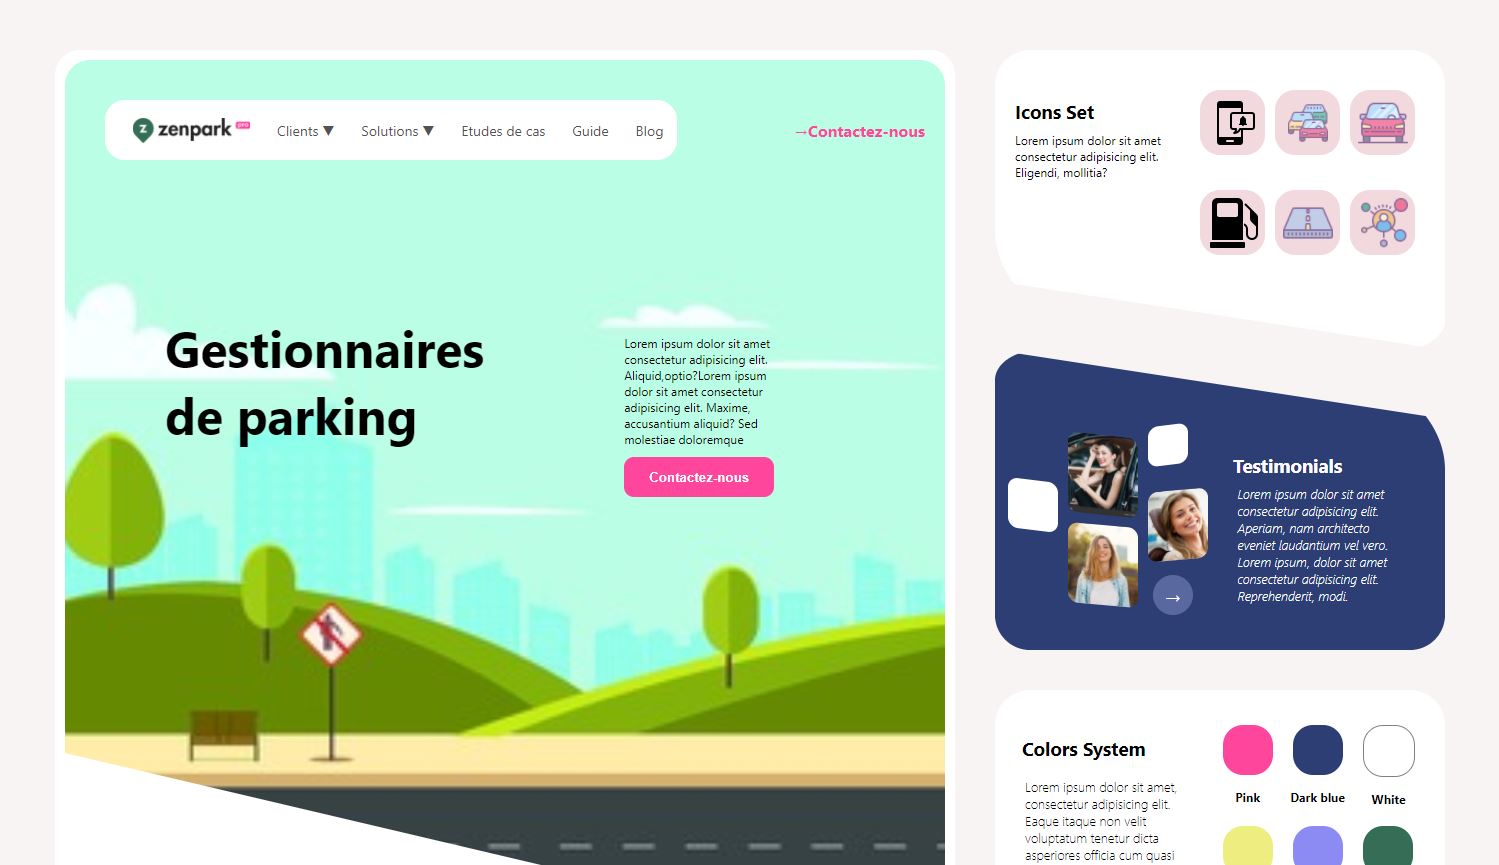 zenpark pro
Clients ▼
Solutions ▼
Etudes de cas
Guide
Blog
→Contactez-nous
Gestionnaires
de parking
Lorem ipsum dolor sit amet
consectetur adipisicing elit.
Aliquid,optio?Lorem ipsum
dolor sit amet consectetur
adipisicing elit. Maxime,
accusantium aliquid? Sed
molestiae doloremque
Contactez-nous
Icons Set
Lorem ipsum dolor sit amet
consectetur adipisicing elit.
Eligendi, mollitia?
Testimonials
Lorem ipsum dolor sit amet
consectetur adipisicing elit.
Aperiam, nam architecto
eveniet laudantium vel vero.
Lorem ipsum, dolor sit amet
consectetur adipisicing elit.
Reprehenderit, modi.
→
Colors System
Lorem ipsum dolor sit amet,
consectetur adipisicing elit.
Eaque itaque non velit
voluptatum tenetur dicta
asperiores officia cum quasi
Pink
Dark blue
White